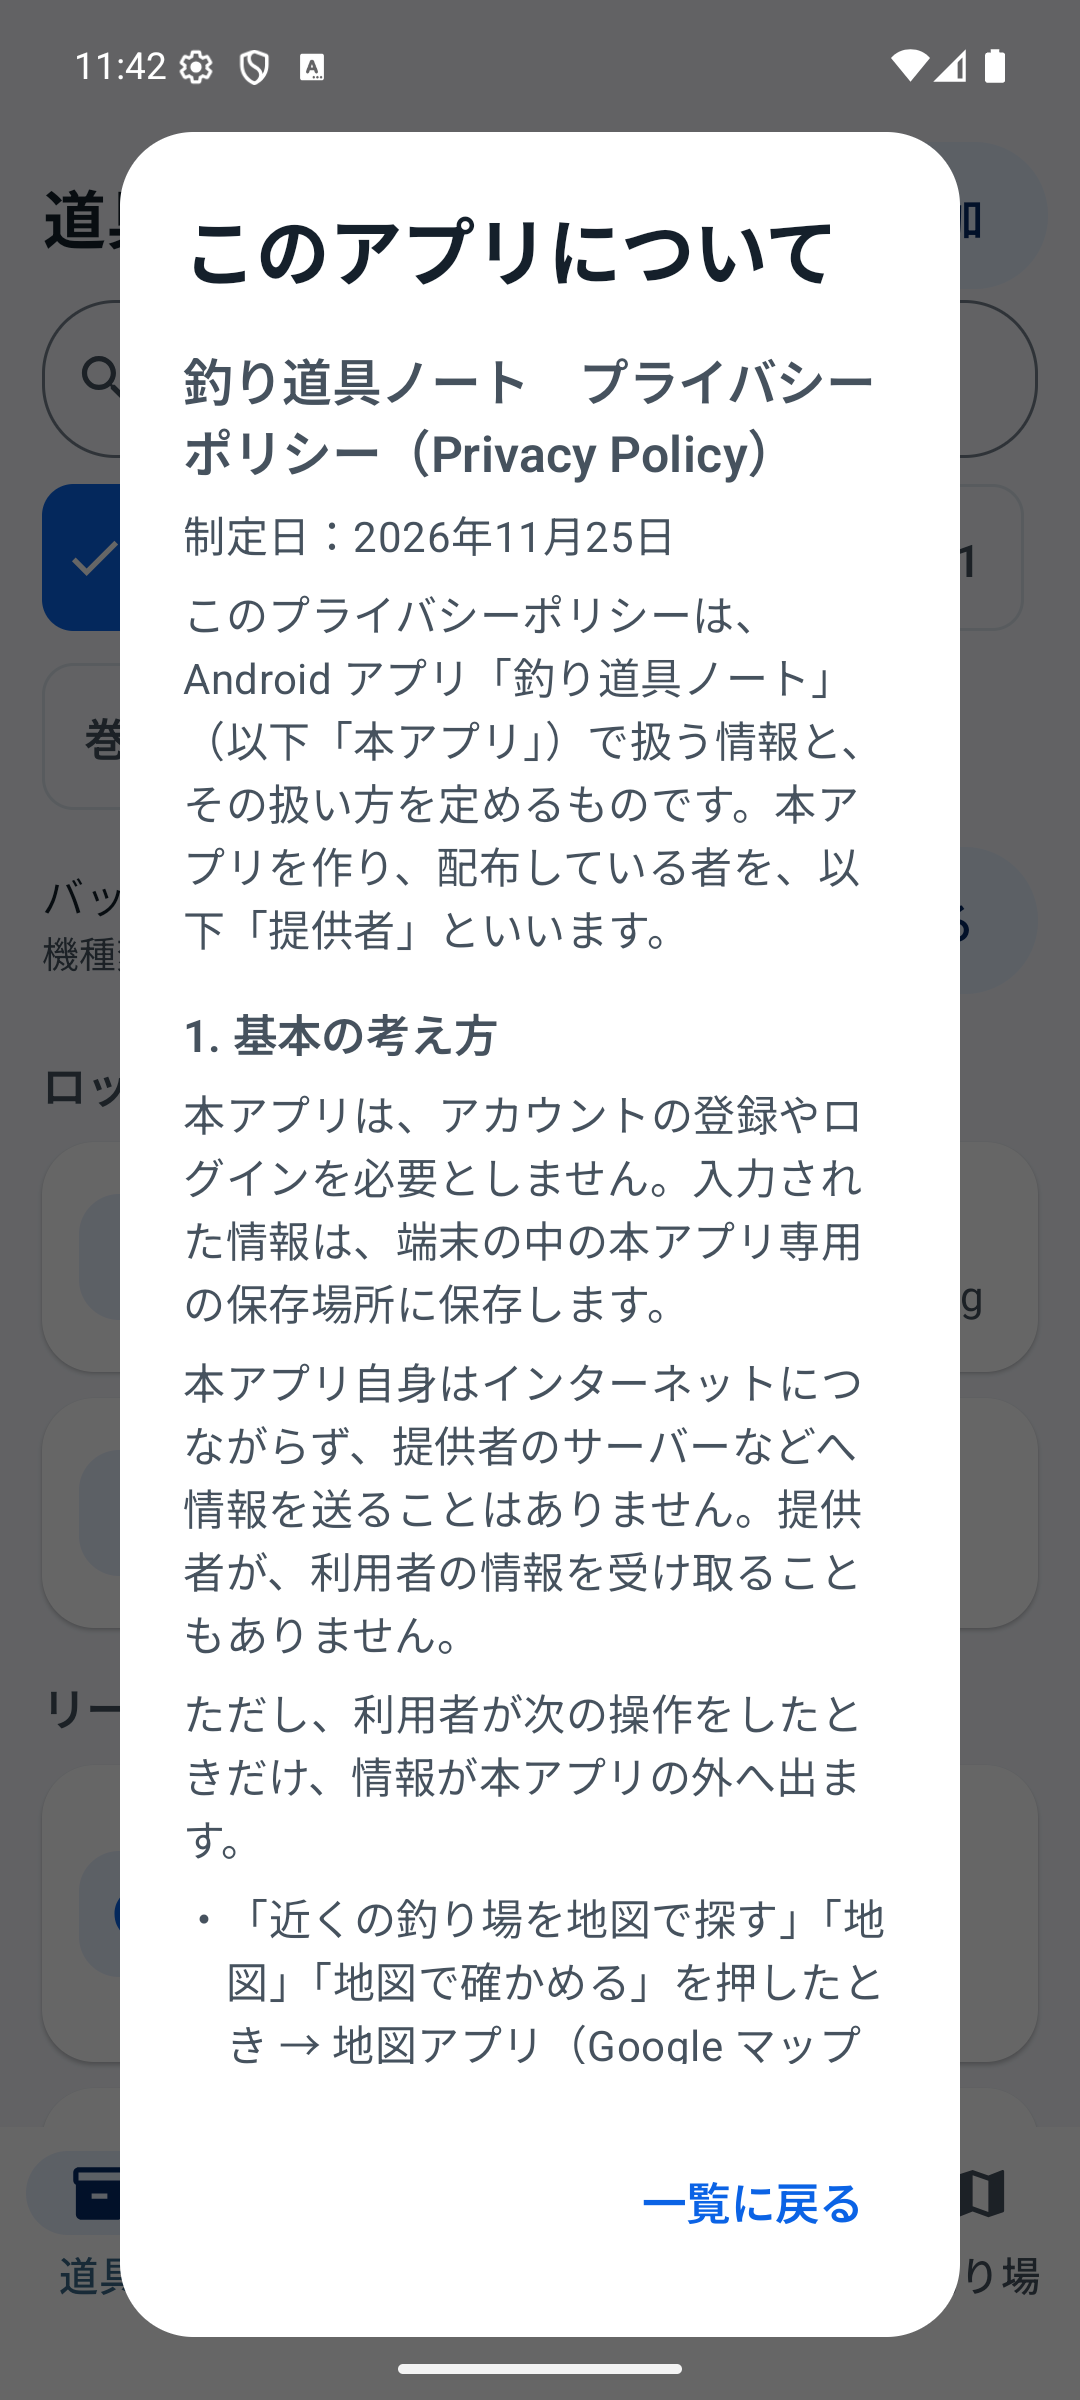 11:42
道
加
このアプリについて
釣り道具ノート　プライバシー
ポリシー（Privacy Policy）
制定日：2026年11月25日
このプライバシーポリシーは、
Android アプリ「釣り道具ノート」
（以下「本アプリ」）で扱う情報と、
その扱い方を定めるものです。本ア
プリを作り、配布している者を、以
下「提供者」といいます。
1
巻
バッ
機種
ロッ
1. 基本の考え方
本アプリは、アカウントの登録やロ
グインを必要としません。入力され
た情報は、端末の中の本アプリ専用
の保存場所に保存します。
g
本アプリ自身はインターネットにつ
ながらず、提供者のサーバーなどへ
情報を送ることはありません。提供
者が、利用者の情報を受け取ること
もありません。
リー
ただし、利用者が次の操作をしたと
きだけ、情報が本アプリの外へ出ま
す。
・「近くの釣り場を地図で探す」「地
図」「地図で確かめる」を押したと
き → 地図アプリ（Google マップ
一覧に戻る
道具
り場